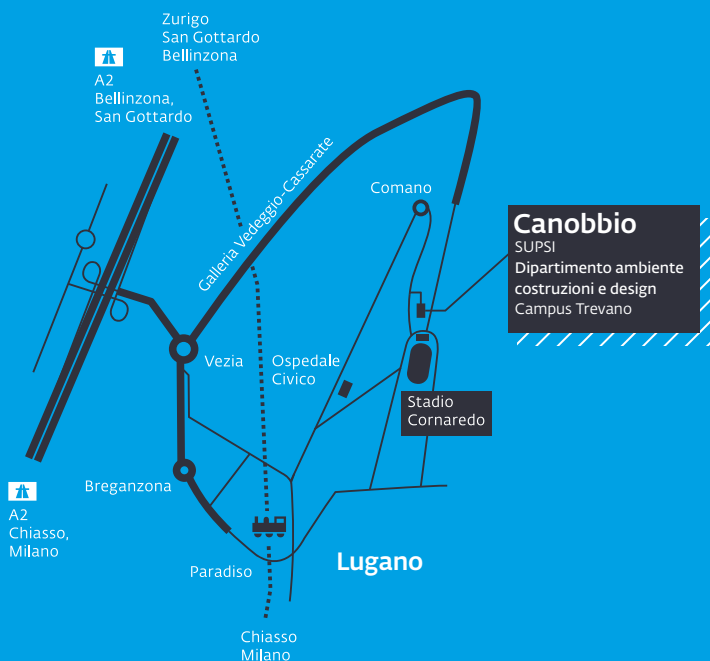 Zurigo
San Gottardo
Bellinzona
A2
Bellinzona,
San Gottardo
Galleria Vedeggio-Cassarate
Comano
Canobbio
SUPSI
Dipartimento ambiente
costruzioni e design
Campus Trevano
Vezia
Ospedale
Civico
Stadio
Cornaredo
Breganzona
A2
Chiasso,
Milano
Paradiso
Lugano
Chiasso
Milano